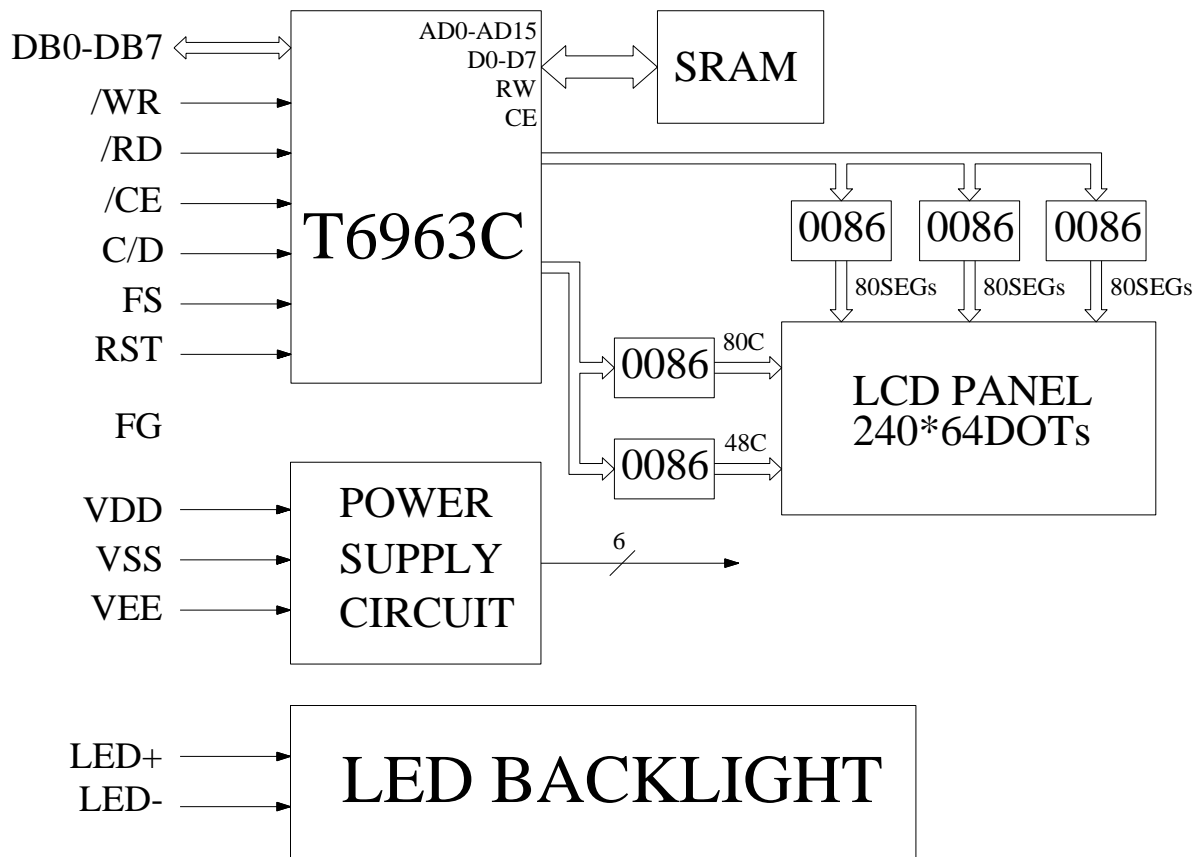 DB0-DB7
/WR
/RD
/CE
C/D
FS
RST
FG
VDD
VSS
VEE
LED+
LED-
AD0-AD15
D0-D7
RW
CE
T6963C
SRAM
0086 0086 0086
80SEGs 80SEGs 80SEGs
0086 80C
0086 48C
LCD PANEL
240*64DOTs
POWER
SUPPLY
CIRCUIT
6
LED BACKLIGHT